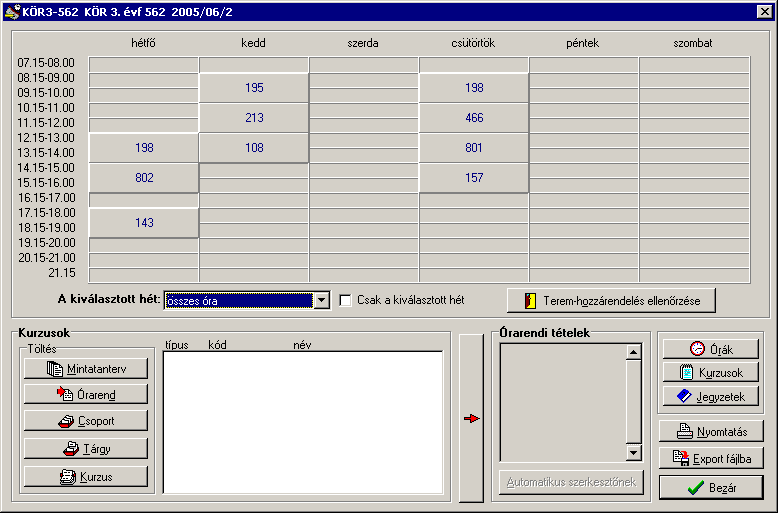 KÖR3-562 KÖR 3. évf 562 2005/06/2
hétfő kedd szerda csütörtök péntek szombat
07.15-08.00
08.15-09.00
09.15-10.00 195 198
10.15-11.00
11.15-12.00 213 466
12.15-13.00
13.15-14.00 198 108 801
14.15-15.00
15.15-16.00 802 157
16.15-17.00
17.15-18.00
18.15-19.00 143
19.15-20.00
20.15-21.00
21.15
A kiválasztott hét: összes óra Csak a kiválasztott hét Terem-hozzárendelés ellenőrzése
Kurzusok
Töltés
Mintatanterv
Órarend
Csoport
Tárgy
Kurzus
típus kód név
Órarendi tételek
Automatikus szerkesztőnek
Órák
Kurzusok
Jegyzetek
Nyomtatás
Export fájlba
Bezár